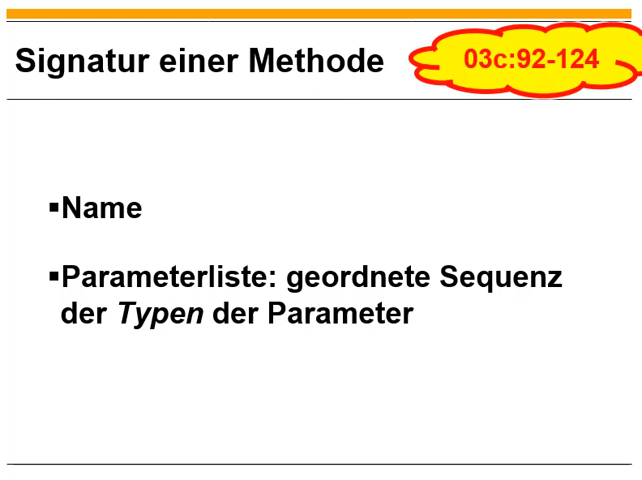 Signatur einer Methode
03c:92-124
▪Name
▪Parameterliste: geordnete Sequenz
der Typen der Parameter